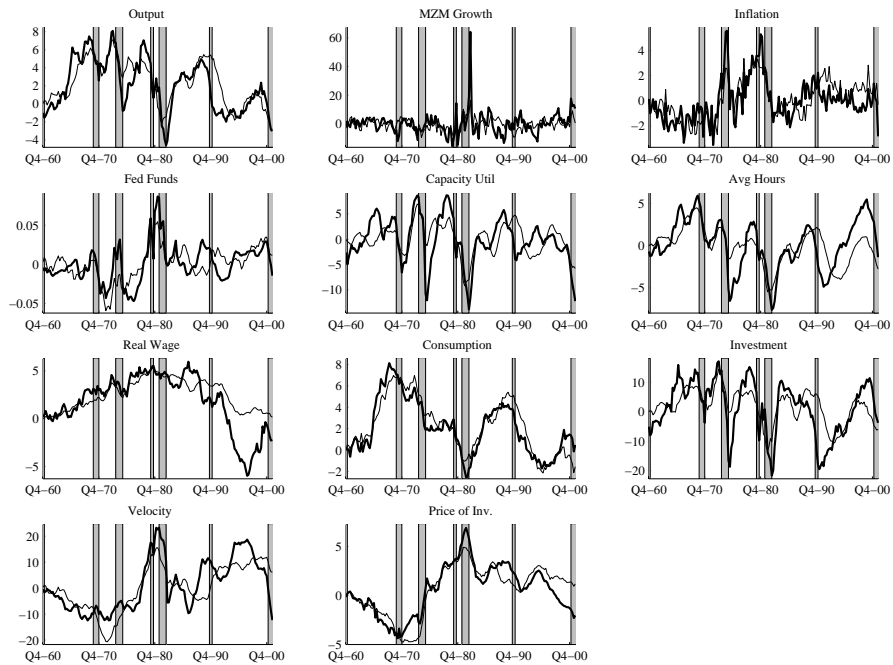 Output
8
6
4
2
0
−2
−4
Q4−60 Q4−70 Q4−80 Q4−90 Q4−00
MZM Growth
60
40
20
0
Q4−60 Q4−70 Q4−80 Q4−90 Q4−00
Inflation
4
2
0
−2
Q4−60 Q4−70 Q4−80 Q4−90 Q4−00
Fed Funds
0.05
0
−0.05
Q4−60 Q4−70 Q4−80 Q4−90 Q4−00
Capacity Util
5
0
−5
−10
Q4−60 Q4−70 Q4−80 Q4−90 Q4−00
Avg Hours
5
0
−5
Q4−60 Q4−70 Q4−80 Q4−90 Q4−00
Real Wage
5
0
−5
Q4−60 Q4−70 Q4−80 Q4−90 Q4−00
Consumption
8
6
4
2
0
−2
Q4−60 Q4−70 Q4−80 Q4−90 Q4−00
Investment
10
0
−10
−20
Q4−60 Q4−70 Q4−80 Q4−90 Q4−00
Velocity
20
10
0
−10
−20
Q4−60 Q4−70 Q4−80 Q4−90 Q4−00
Price of Inv.
5
0
−5
Q4−60 Q4−70 Q4−80 Q4−90 Q4−00